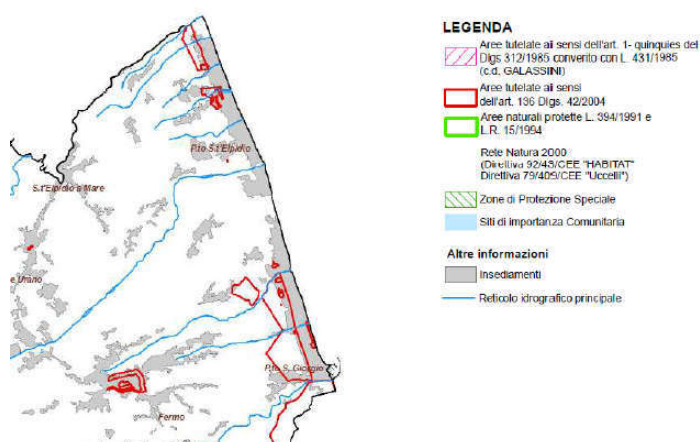 LEGENDA
Aree tutelate ai sensi dell'art. 1- quinquies del
Dlgs 312/1985 convertito con L. 431/1985
(c.d. GALASSINI)
Aree tutelate ai sensi
dell'art. 136 Dlgs. 42/2004
Aree naturali protette L. 394/1991 e
L.R. 15/1994
Rete Natura 2000
(Direttiva 92/43/CEE "HABITAT"
Direttiva 79/409/CEE "Uccelli")
Zone di Protezione Speciale
Siti di importanza Comunitaria
Altre informazioni
Insediamenti
Reticolo idrografico principale
P.to S.t'Elpidio
S.t'Elpidio a Mare
e Urano
P.to S. Giorgio
Fermo